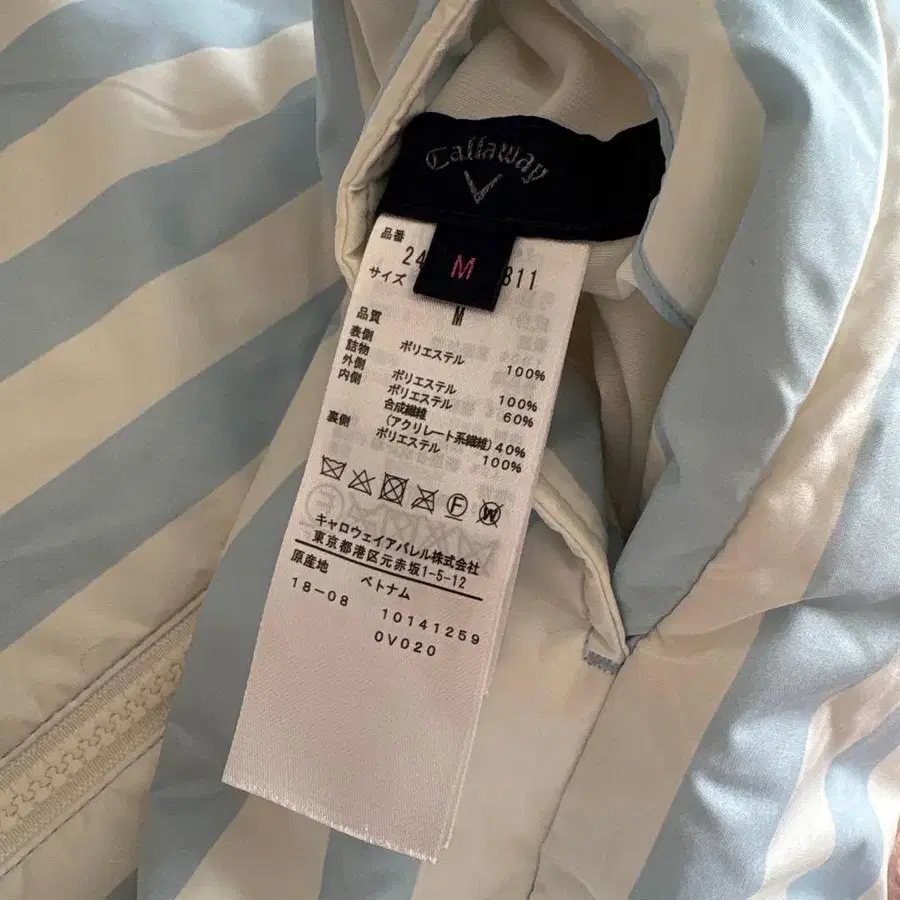 Callaway
M
品番
24 811
サイズ
M
品質
表側 ポリエステル 100%
詰物
外側 ポリエステル 100%
内側 ポリエステル 60%
合成繊維
(アクリレート系繊維)40%
裏側 ポリエステル 100%
F
W
キャロウェイアパレル株式会社
東京都港区元赤坂1-5-12
原産地 ベトナム
18-08 10141259
0V020